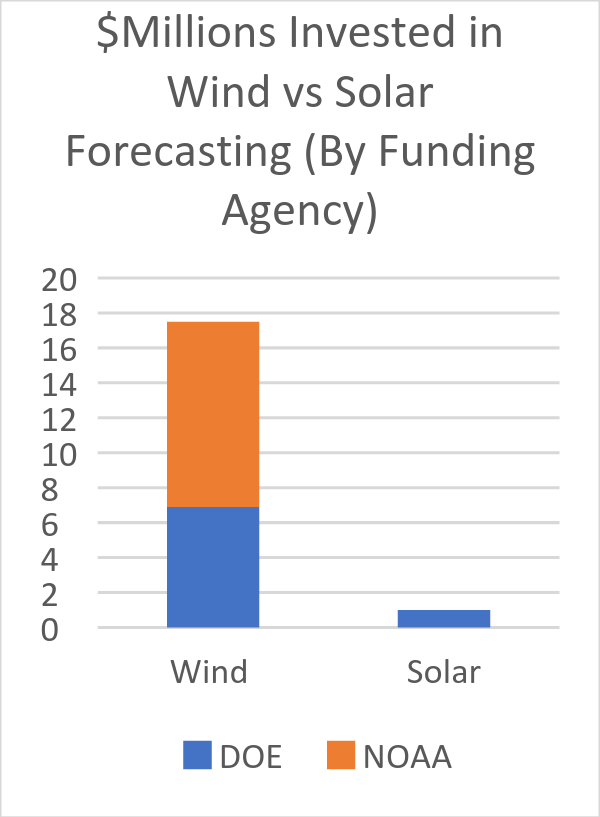 $Millions Invested in
Wind vs Solar
Forecasting (By Funding
Agency)
20
18
16
14
12
10
8
6
4
2
0
Wind Solar
DOE NOAA